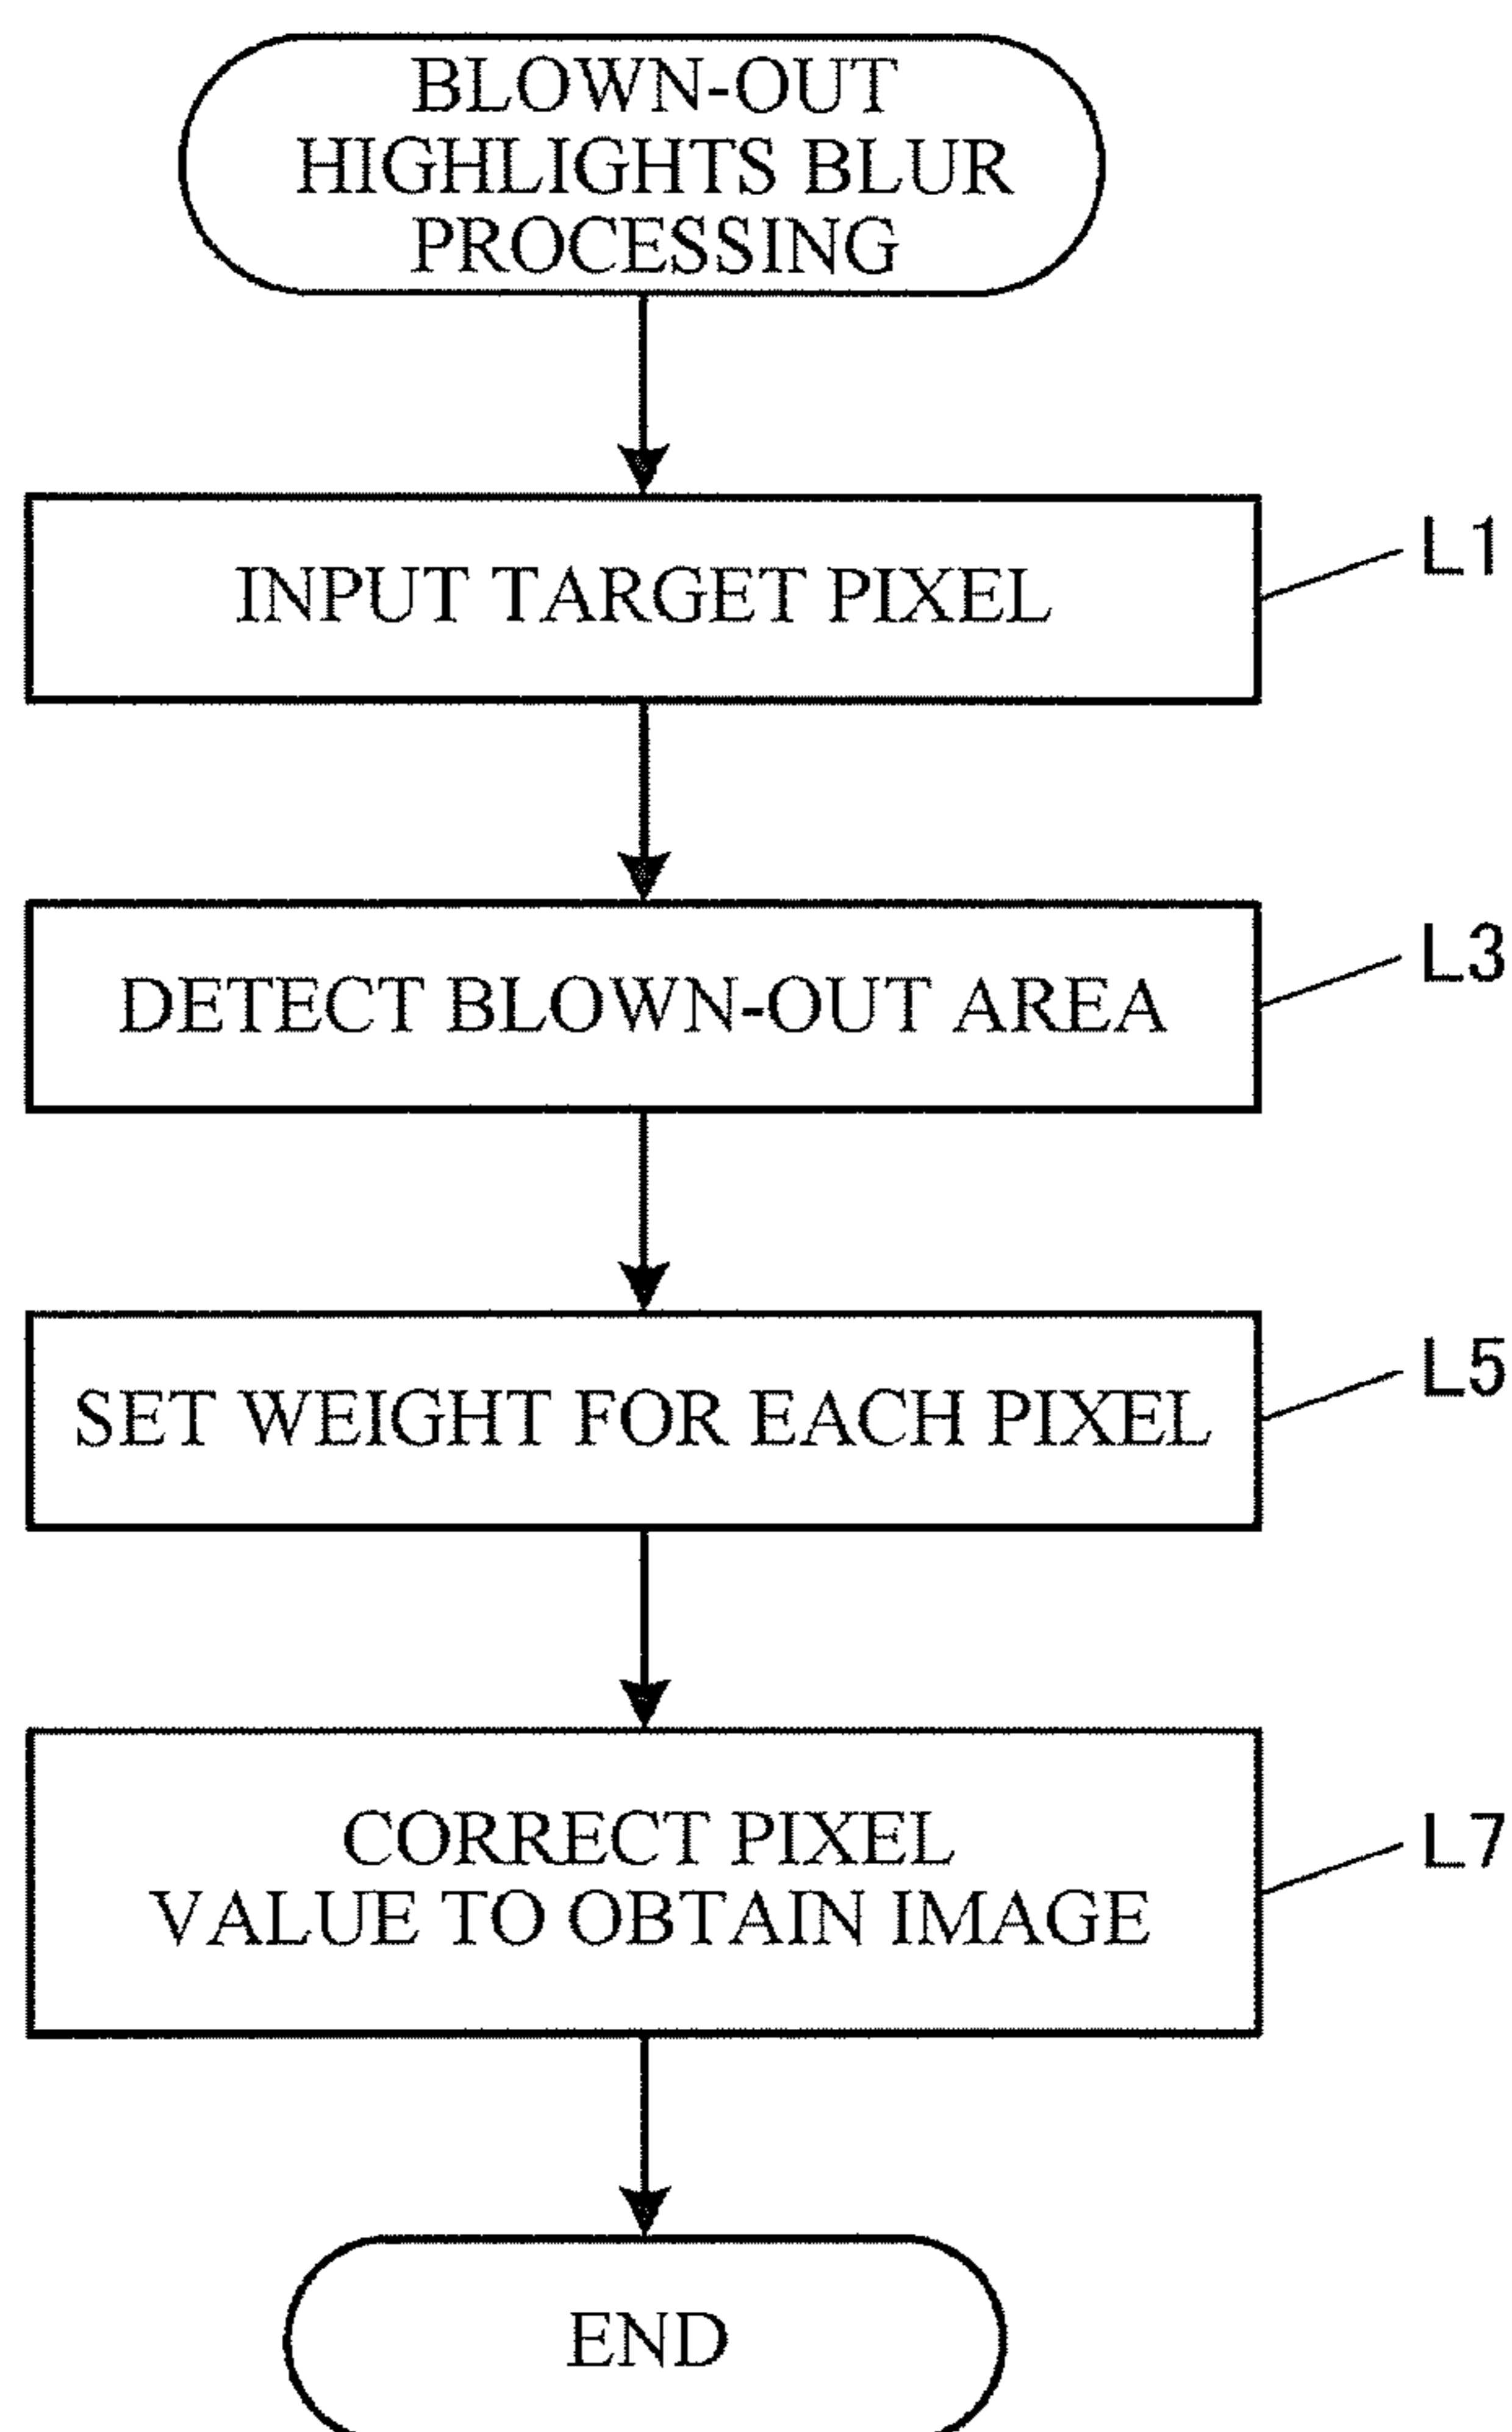 BLOWN-OUT
HIGHLIGHTS BLUR
PROCESSING
INPUT TARGET PIXEL
L1
DETECT BLOWN-OUT AREA
L3
SET WEIGHT FOR EACH PIXEL
L5
CORRECT PIXEL
VALUE TO OBTAIN IMAGE
L7
END